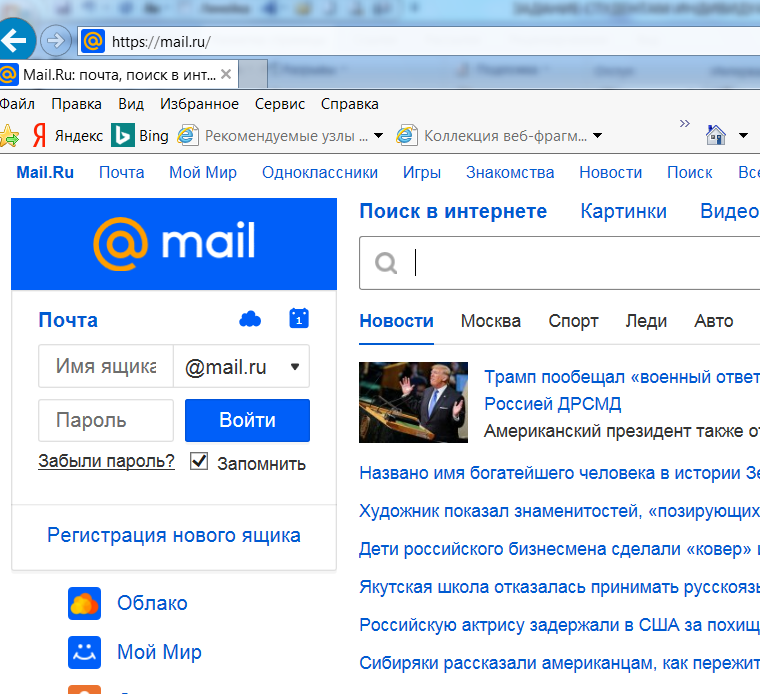 https://mail.ru/
Mail.Ru: почта, поиск в инт...
Файл Правка Вид Избранное Сервис Справка
Яндекс Bing Рекомендуемые узлы ... Коллекция веб-фрагм...
Mail.Ru Почта Мой Мир Одноклассники Игры Знакомства Новости Поиск Все
@mail
Поиск в интернете Картинки Видео
Почта 1
Новости Москва Спорт Леди Авто
Имя ящика @mail.ru
Пароль Войти
Забыли пароль? Запомнить
Регистрация нового ящика
Облако
Мой Мир
Трамп пообещал «военный ответ
Россией ДРСМД
Американский президент также от
Названо имя богатейшего человека в истории Зе
Художник показал знаменитостей, «позирующих
Дети российского бизнесмена сделали «ковер» и
Якутская школа отказалась принимать русскоязы
Российскую актрису задержали в США за похищ
Сибиряки рассказали американцам, как пережит